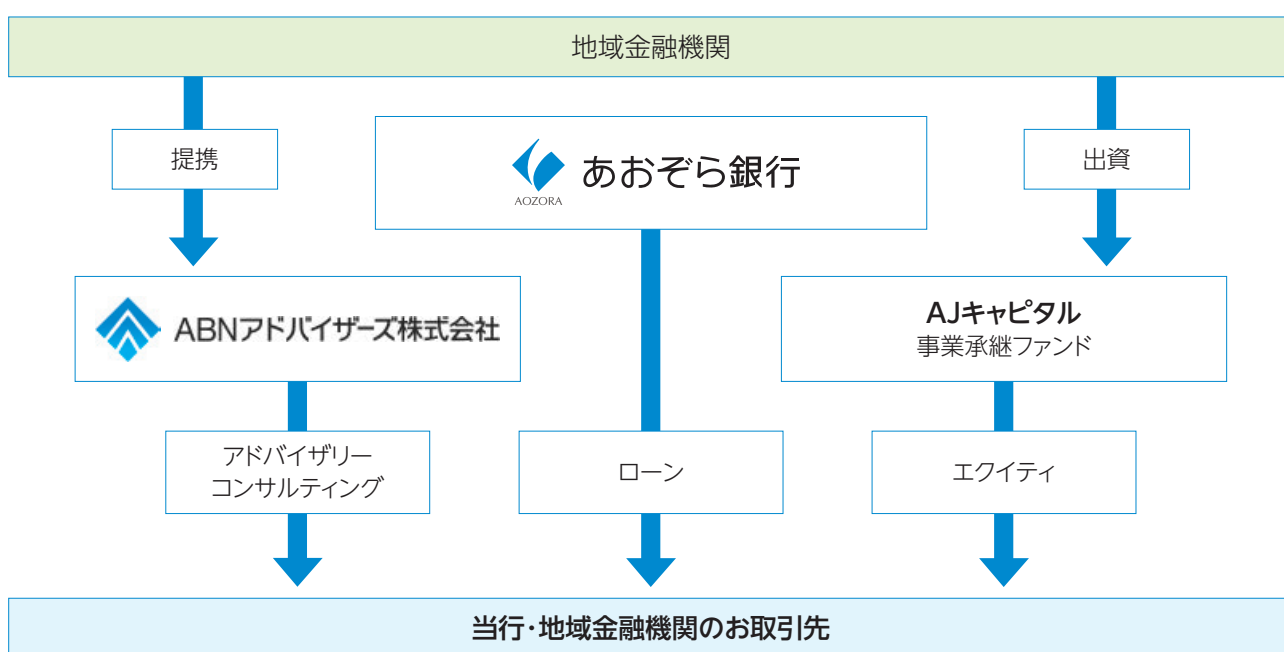 地域金融機関
提携
出資
あおぞら銀行
AOZORA
ABNアドバイザーズ株式会社
AJキャピタル
事業承継ファンド
アドバイザリー
コンサルティング
ローン
エクイティ
当行・地域金融機関のお取引先